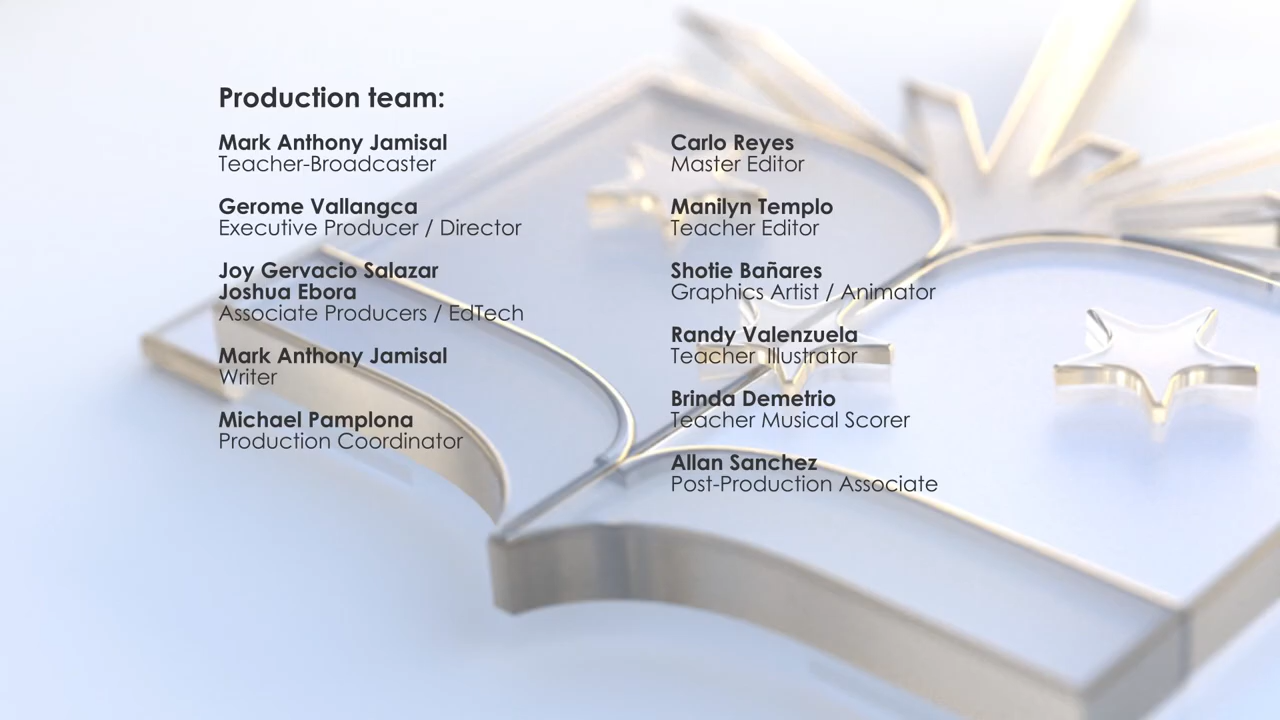 Production team:
Mark Anthony Jamisal
Teacher-Broadcaster
Gerome Vallangca
Executive Producer / Director
Joy Gervacio Salazar
Joshua Ebora
Associate Producers / EdTech
Mark Anthony Jamisal
Writer
Michael Pamplona
Production Coordinator
Carlo Reyes
Master Editor
Manilyn Templo
Teacher Editor
Shotie Bañares
Graphics Artist / Animator
Randy Valenzuela
Teacher  Illustrator
Brinda Demetrio
Teacher Musical Scorer
Allan Sanchez
Post-Production Associate